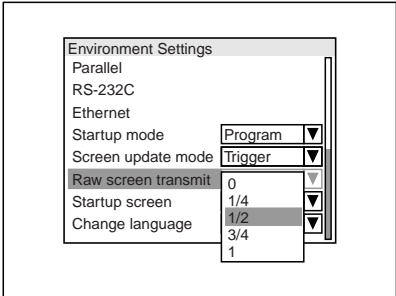 Environment Settings
Parallel
RS-232C
Ethernet
Startup mode Program
Screen update mode Trigger
Raw screen transmit
0
Startup screen
1/4
1/2
Change language
3/4
1